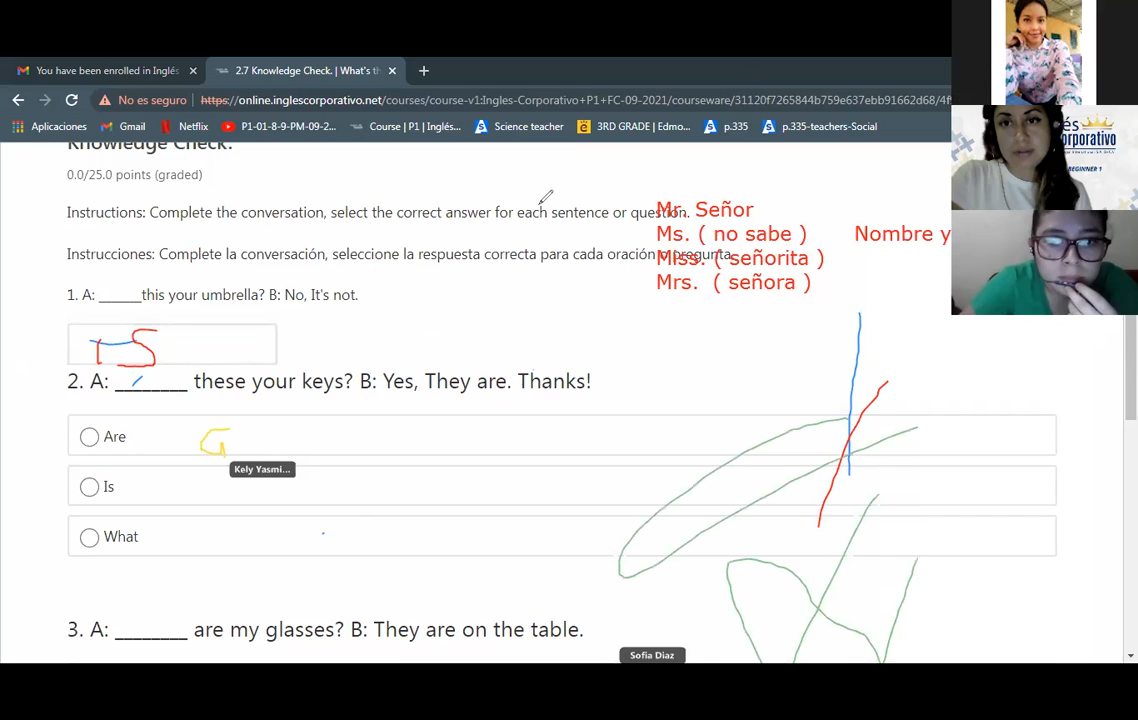 You have been enrolled in Inglés
2.7 Knowledge Check. | What's th
No es seguro
https://online.inglescorporativo.net/courses/course-v1:Ingles-Corporativo+P1+FC-09-2021/courseware/31120f7265844b759e637ebb91662d68/4f
Aplicaciones
Gmail
Netflix
P1-01-8-9-PM-09-2...
Course | P1 | Inglés...
Science teacher
3RD GRADE | Edmo...
p.335
p.335-teachers-Social
Knowledge Check.
0.0/25.0 points (graded)
Instructions: Complete the conversation, select the correct answer for each sentence or question.
Mr. Señor
Ms. ( no sabe )
Nombre y
Instrucciones: Complete la conversación, seleccione la respuesta correcta para cada oración o pregunta.
Miss. ( señorita )
Mrs. ( señora )
1. A: ______this your umbrella? B: No, It's not.
IS
2. A: ________ these your keys? B: Yes, They are. Thanks!
Are
Kely Yasmi...
Is
What
3. A: ________ are my glasses? B: They are on the table.
Sofia Diaz
és
orporativo
BEGINNER 1